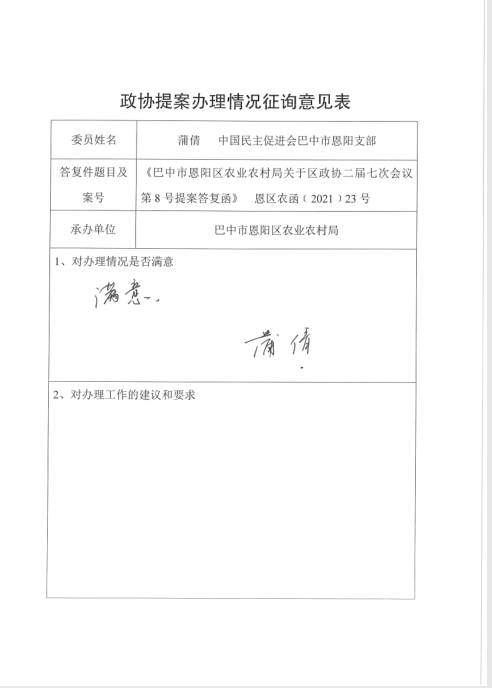 政协提案办理情况征询意见表
委员姓名
蒲倩 中国民主促进会巴中市恩阳支部
答复件题目及
案号
《巴中市恩阳区农业农村局关于区政协二届七次会议
第 8 号提案答复函》 恩区农函﹝2021﹞23 号
承办单位
巴中市恩阳区农业农村局
1、对办理情况是否满意
满意.
蒲倩
2、对办理工作的建议和要求